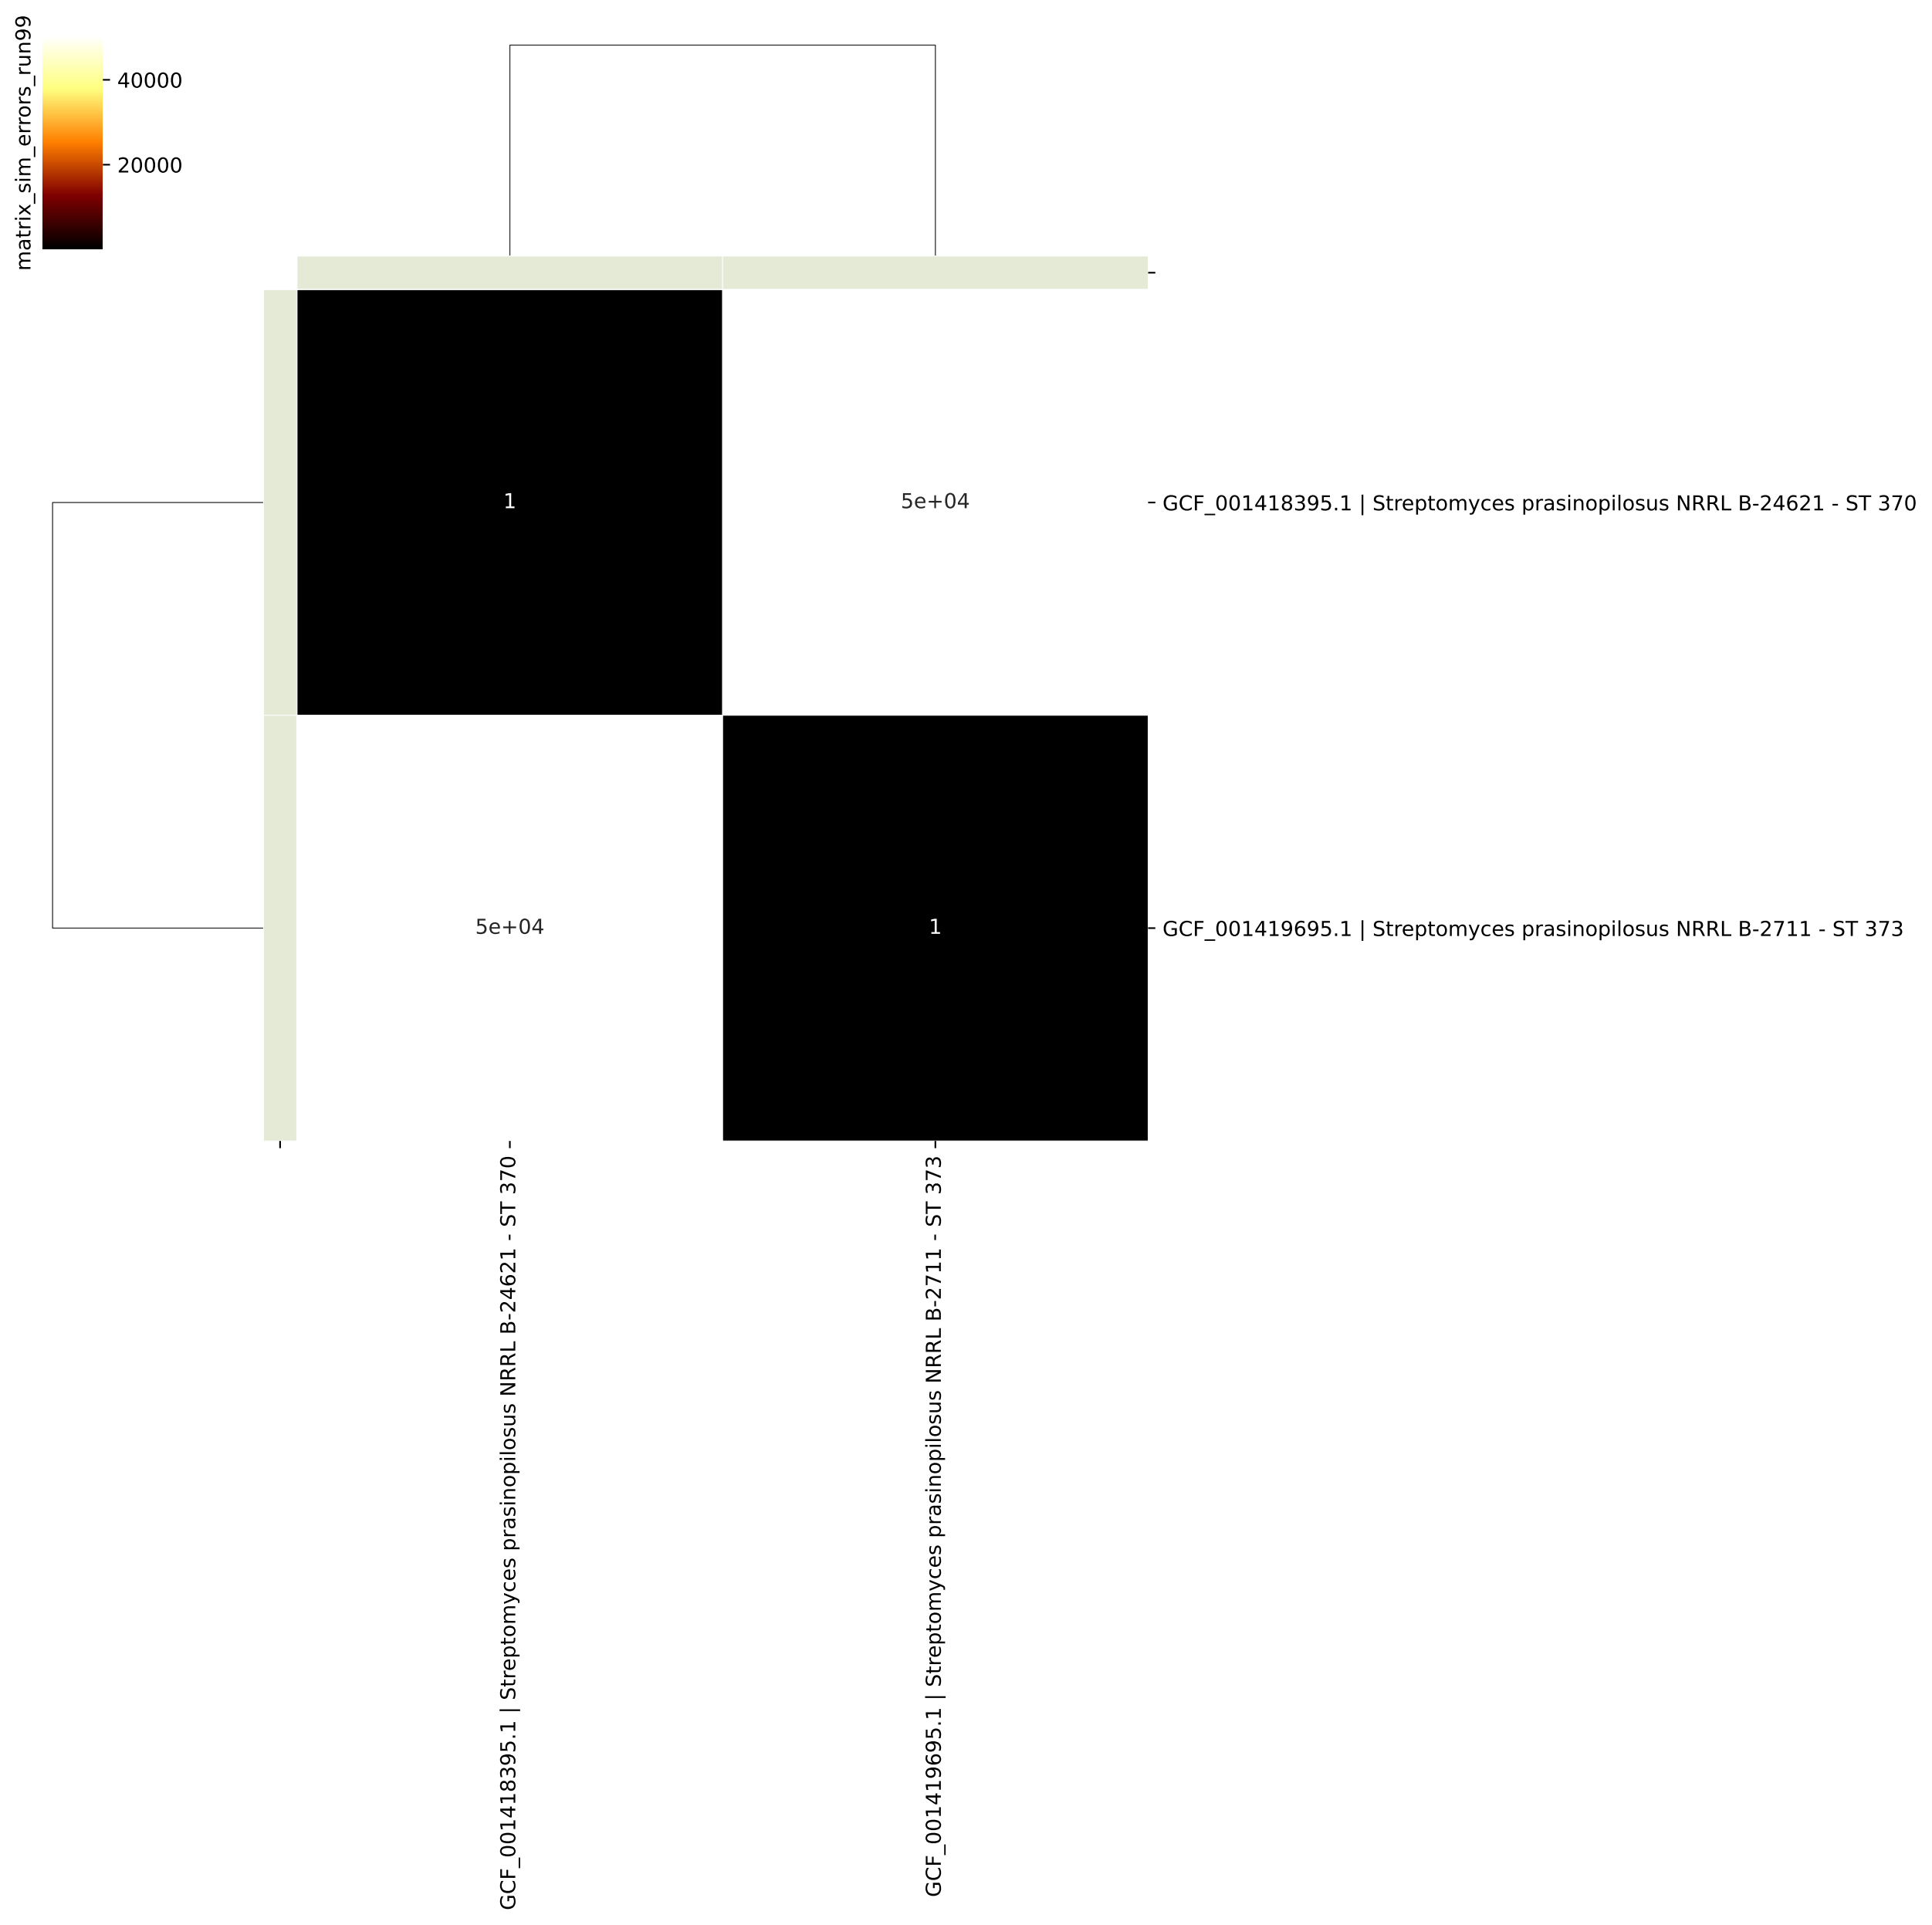 matrix_sim_errors_run99
40000
20000
1
5e+04
GCF_001418395.1 | Streptomyces prasinopilosus NRRL B-24621 - ST 370
5e+04
1
GCF_001419695.1 | Streptomyces prasinopilosus NRRL B-2711 - ST 373
GCF_001418395.1 | Streptomyces prasinopilosus NRRL B-24621 - ST 370
GCF_001419695.1 | Streptomyces prasinopilosus NRRL B-2711 - ST 373